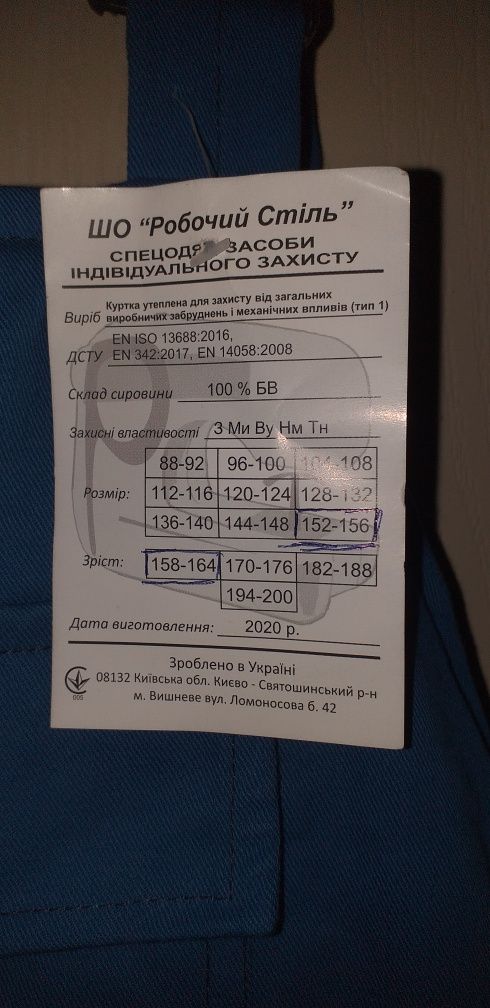 ШО “Робочий Стіль”
СПЕЦОДЯГ ЗАСОБИ
ІНДІВІДУАЛЬНОГО ЗАХИСТУ
Виріб Куртка утеплена для захисту від загальних
виробничих забруднень і механічних впливів (тип 1)
EN ISO 13688:2016,
ДСТУ EN 342:2017, EN 14058:2008
Склад сировини 100 % БВ
Захисні властивості З Ми Ву Нм Тн
88-92 96-100 104-108
Розмір: 112-116 120-124 128-132
136-140 144-148 152-156
Зріст: 158-164 170-176 182-188
194-200
Дата виготовлення: 2020 р.
Зроблено в Україні
08132 Київська обл. Києво - Святошинський р-н
м. Вишневе вул. Ломоносова б. 42
005